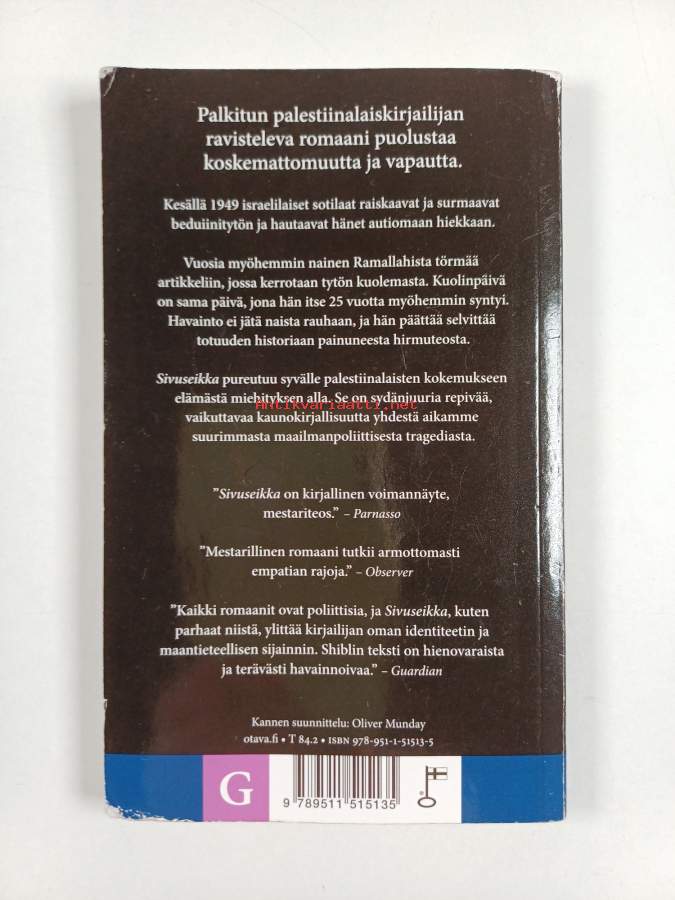 Palkitun palestiinalaiskirjailijan
ravisteleva romaani puolustaa
koskemattomuutta ja vapautta.
Kesällä 1949 israelilaiset sotilaat raiskaavat ja surmaavat
beduiinitytön ja hautaavat hänet autiomaan hiekkaan.
Vuosia myöhemmin nainen Ramallahista törmää
artikkeliin, jossa kerrotaan tytön kuolemasta. Kuolinpäivä
on sama päivä, jona hän itse 25 vuotta myöhemmin syntyi.
Havainto ei jätä naista rauhaan, ja hän päättää selvittää
totuuden historiaan painuneesta hirmuteosta.
Sivuseikka pureutuu syvälle palestiinalaisten kokemukseen
elämästä miehityksen alla. Se on sydänjuuria repivää,
Antikvariaatti.net
vaikuttavaa kaunokirjallisuutta yhdestä aikamme
suurimmasta maailmanpoliittisesta tragediasta.
”Sivuseikka on kirjallinen voimannäyte,
mestariteos.” – Parnasso
”Mestarillinen romaani tutkii armottomasti
empatian rajoja.” – Observer
”Kaikki romaanit ovat poliittisia, ja Sivuseikka, kuten
parhaat niistä, ylittää kirjailijan oman identiteetin ja
maantieteellisen sijainnin. Shiblin teksti on hienovaraista
ja terävästi havainnoivaa.” – Guardian
Kannen suunnittelu: Oliver Munday
otava.fi • T 84.2 • ISBN 978-951-1-51513-5
G
9 789511 515135